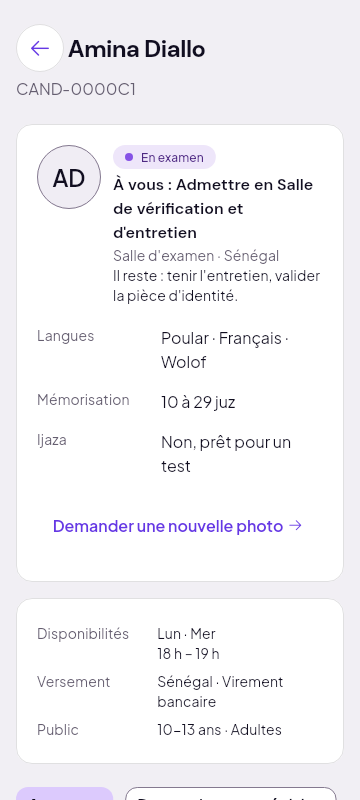 Amina Diallo
CAND-0000C1
AD
En examen
À vous : Admettre en Salle
de vérification et
d'entretien
Salle d'examen · Sénégal
Il reste : tenir l'entretien, valider
la pièce d'identité.
Langues
Poular · Français ·
Wolof
Mémorisation
10 à 29 juz
Ijaza
Non, prêt pour un
test
Demander une nouvelle photo →
Disponibilités
Lun · Mer
18 h – 19 h
Versement
Sénégal · Virement
bancaire
Public
10–13 ans · Adultes